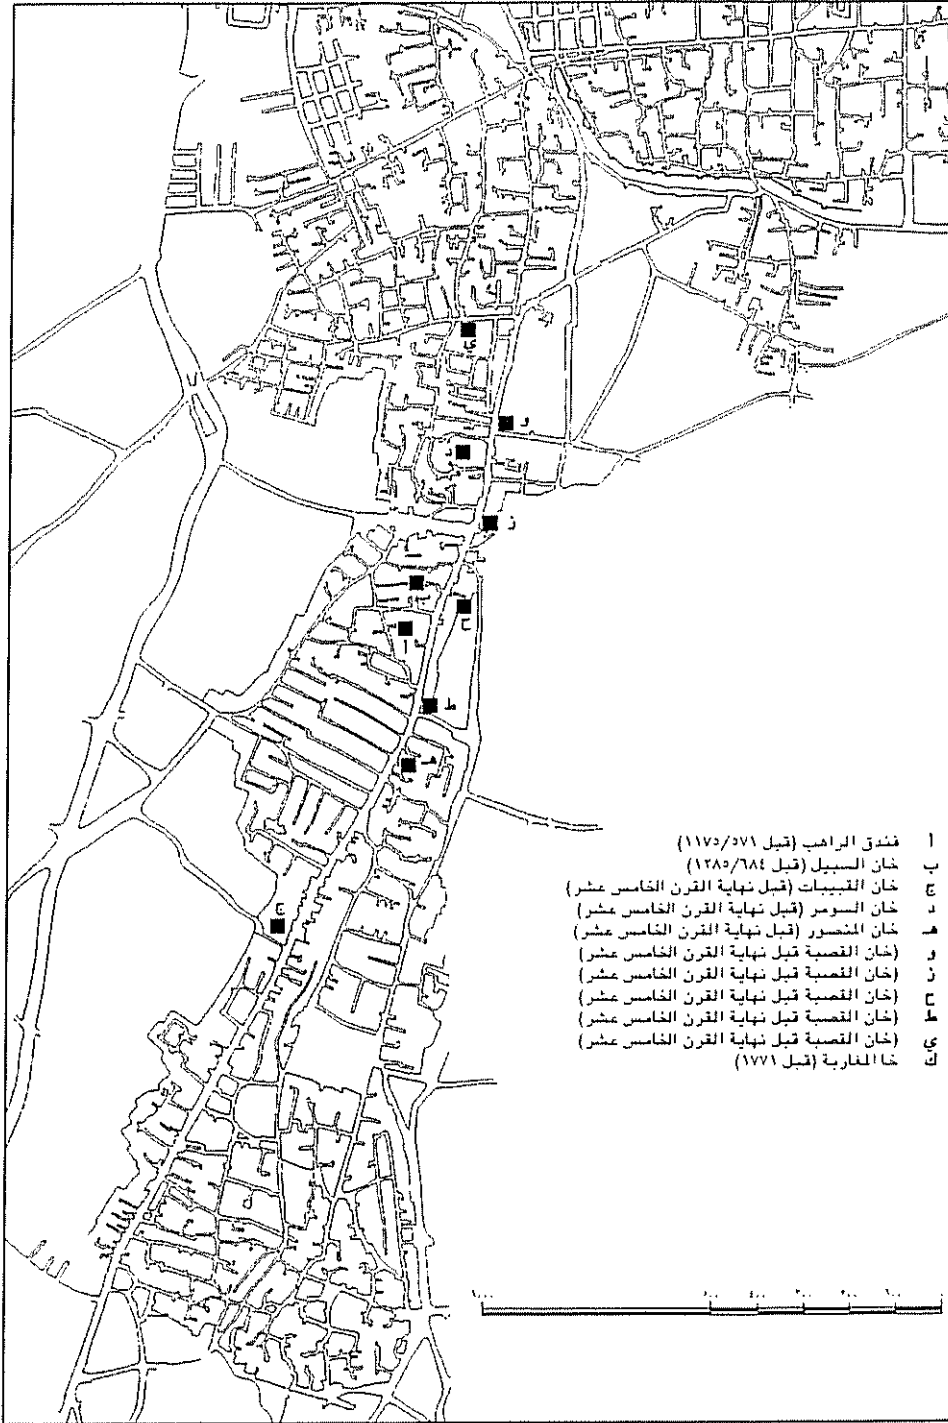 ي
و
د
ز
ب
ح
أ
ط
هـ
ج
أ فندق الراهب (قبل ١١٧٥/٥٧١)
ب خان السبيل (قبل ١٢٨٥/٦٨٤)
ج خان القبيبات (قبل نهاية القرن الخامس عشر)
د خان السومر (قبل نهاية القرن الخامس عشر)
هـ خان المنصور (قبل نهاية القرن الخامس عشر)
و (خان القصبة قبل نهاية القرن الخامس عشر)
ز (خان القصبة قبل نهاية القرن الخامس عشر)
ح (خان القصبة قبل نهاية القرن الخامس عشر)
ط (خان القصبة قبل نهاية القرن الخامس عشر)
ي (خان القصبة قبل نهاية القرن الخامس عشر)
ك خا المغاربة (قبل ١٧٧١)